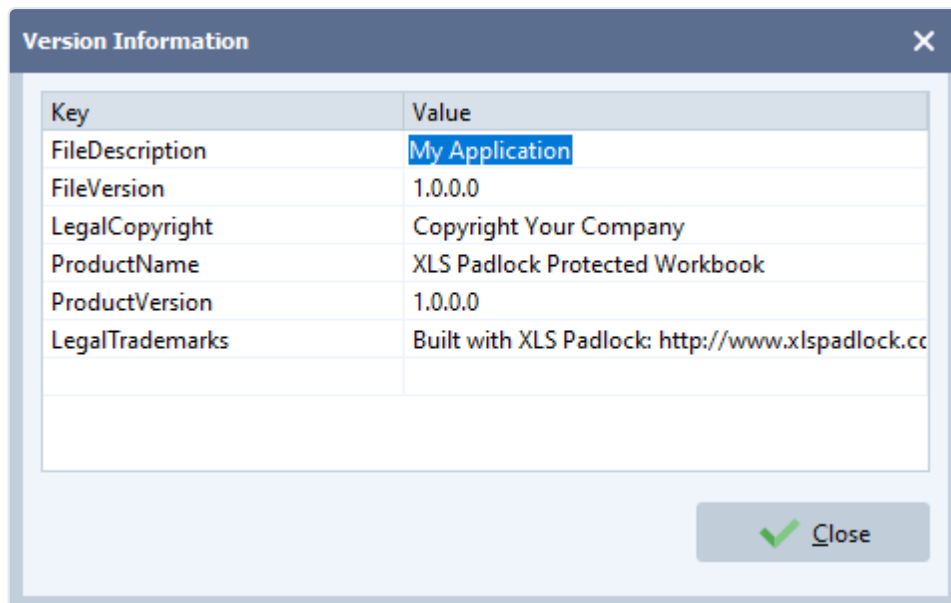 Version Information
Key Value
FileDescription My Application
FileVersion 1.0.0.0
LegalCopyright Copyright Your Company
ProductName XLS Padlock Protected Workbook
ProductVersion 1.0.0.0
LegalTrademarks Built with XLS Padlock: http://www.xlspadlock.cc
Close